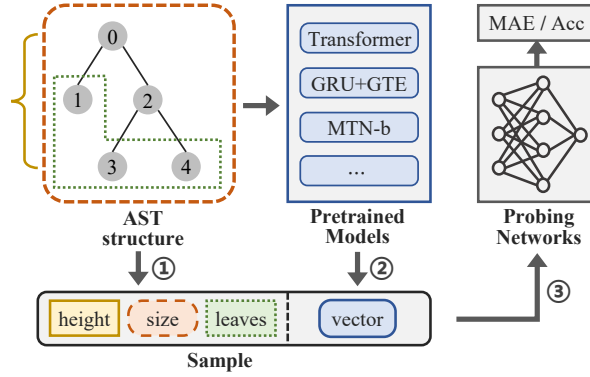 0
1
2
3
4
AST
structure
Transformer
GRU+GTE
MTN-b
...
Pretrained
Models
MAE / Acc
Probing
Networks
①
②
③
height
size
leaves
vector
Sample